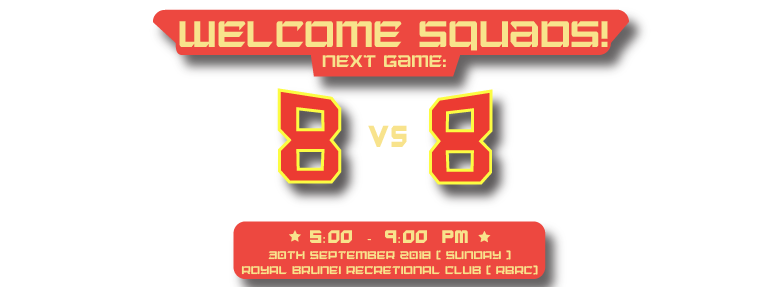 WELCOME SQUADS!
NEXT GAME:
8 VS 8
5:00 - 9:00 PM
30TH SEPTEMBER 2018 [ SUNDAY ]
ROYAL BRUNEI RECRETIONAL CLUB [ RBRC]